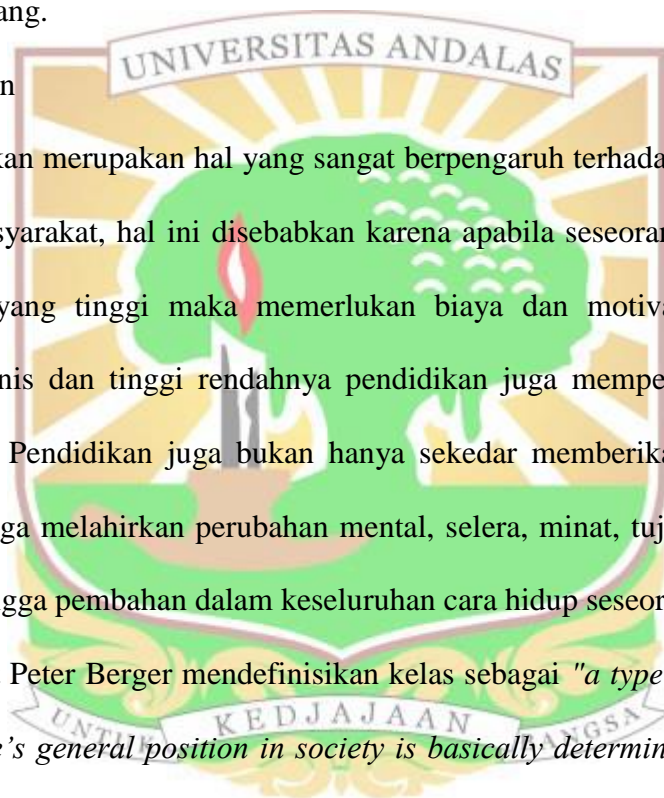 ang.
UNIVERSITAS ANDALAS
n
kan merupakan hal yang sangat berpengaruh terhada
syarakat, hal ini disebabkan karena apabila seseoran
yang tinggi maka memerlukan biaya dan motiva
nis dan tinggi rendahnya pendidikan juga mempe
Pendidikan juga bukan hanya sekedar memberika
ga melahirkan perubahan mental, selera, minat, tuj
ngga pembahan dalam keseluruhan cara hidup seseor
Peter Berger mendefinisikan kelas sebagai "a type
UNTUK KEDJAJAAN BANGSA
e's general position in society is basically determin